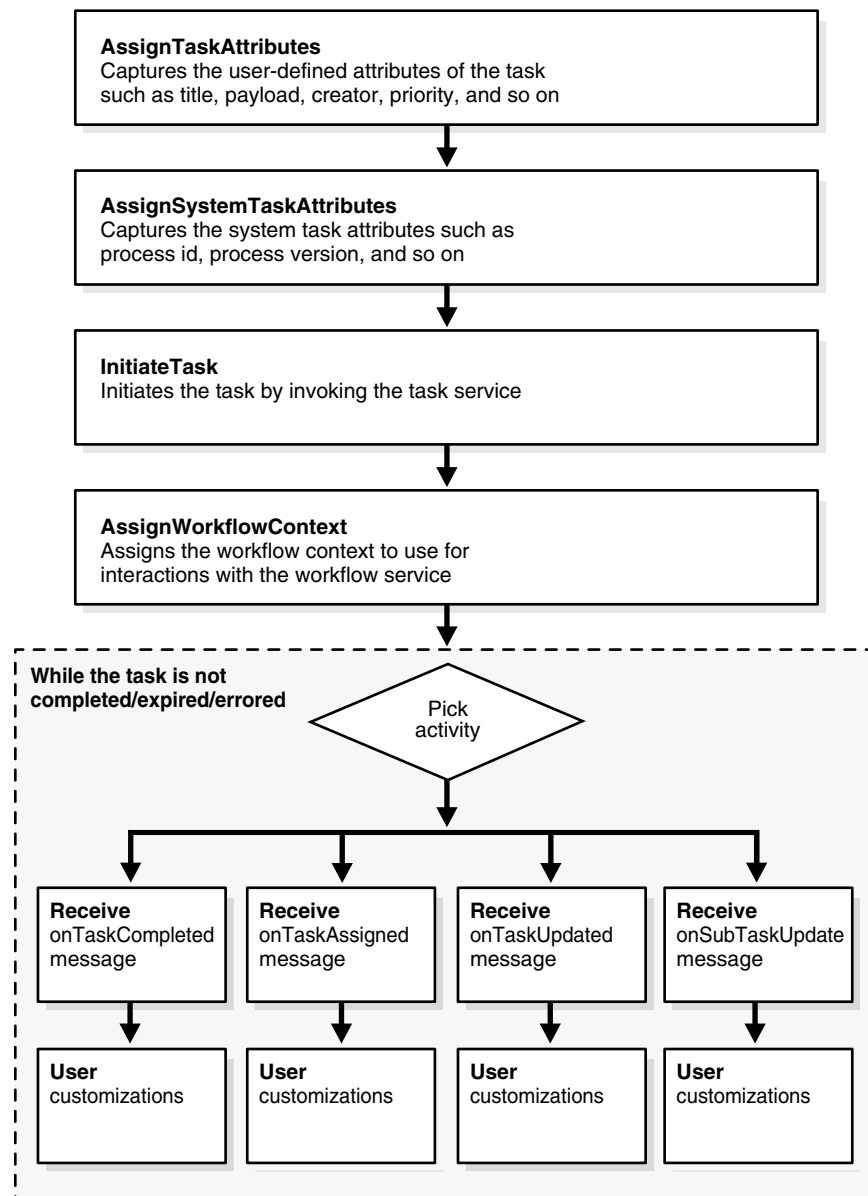 AssignTaskAttributes
Captures the user-defined attributes of the task
such as title, payload, creator, priority, and so on
AssignSystemTaskAttributes
Captures the system task attributes such as
process id, process version, and so on
InitiateTask
Initiates the task by invoking the task service
AssignWorkflowContext
Assigns the workflow context to use for
interactions with the workflow service
While the task is not
completed/expired/errored
Pick
activity
Receive
onTaskCompleted
message
Receive
onTaskAssigned
message
Receive
onTaskUpdated
message
Receive
onSubTaskUpdate
message
User
customizations
User
customizations
User
customizations
User
customizations